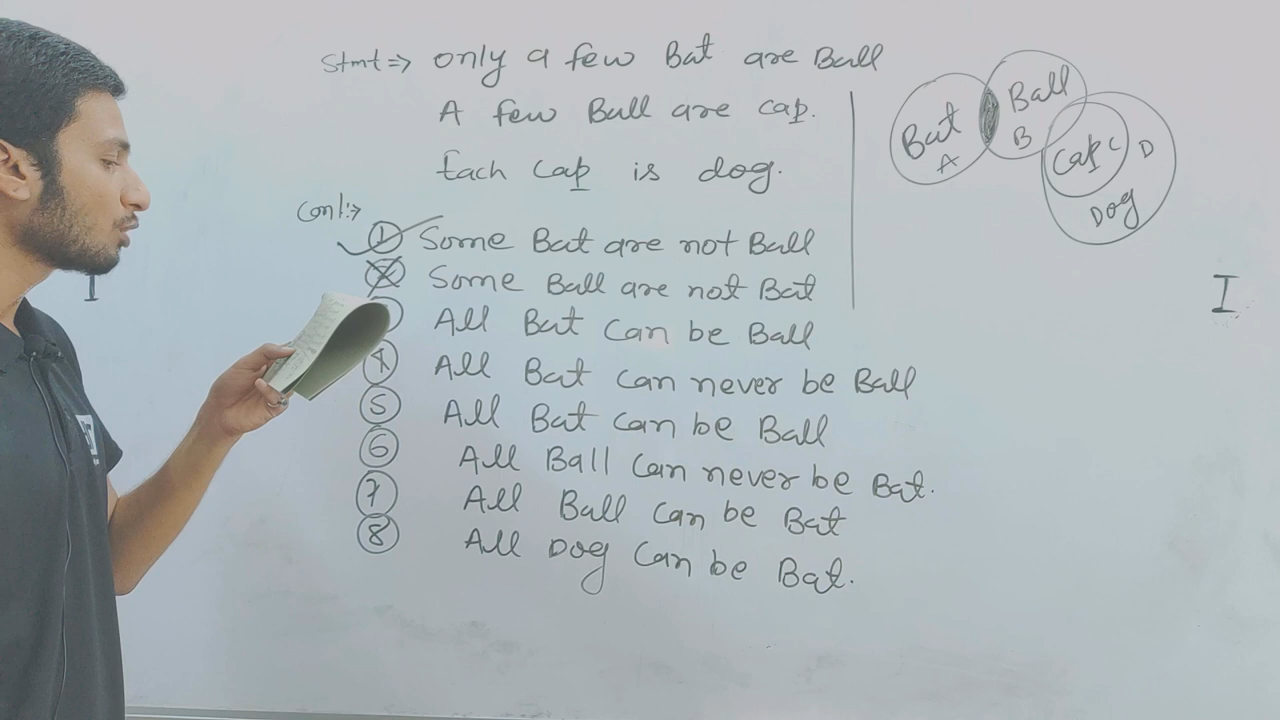 Stmt => only a few Bat are Ball
A few Ball are cap.
Each Cap is dog.
Conl:->
① Some Bat are not Ball
② Some Ball are not Bat
All Bat Can be Ball
④ All Bat Can never be Ball
⑤ All Bat Can be Ball
⑥ All Ball Can never be Bat.
⑦ All Ball Can be Bat
⑧ All Dog Can be Bat.
Bat
A
Ball
B
Cap C
D
Dog
I
I